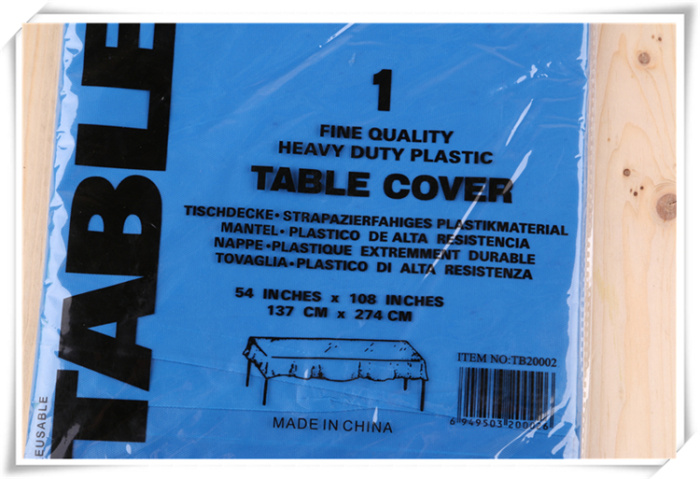 TABLE
EUSABLE
1
FINE QUALITY
HEAVY DUTY PLASTIC
TABLE COVER
TISCHDECKE • STRAPAZIERFAHIGES PLASTIKMATERIAL
MANTEL • PLASTICO DE ALTA RESISTENCIA
NAPPE • PLASTIQUE EXTREMMENT DURABLE
TOVAGLIA • PLASTICO DI ALTA RESISTENZA
54 INCHES x 108 INCHES
137 CM x 274 CM
ITEM NO:TB20002
MADE IN CHINA